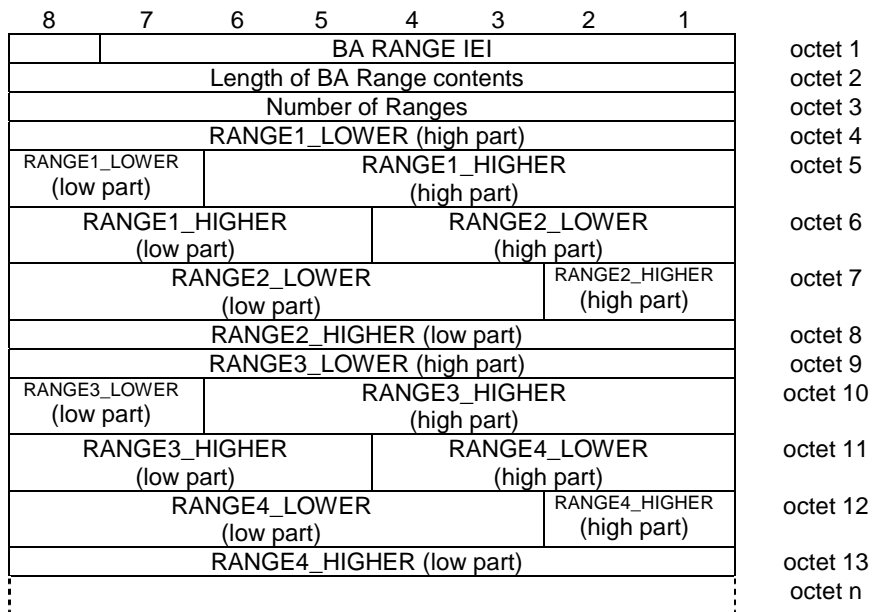 8 7 6 5 4 3 2 1
BA RANGE IEI octet 1
Length of BA Range contents octet 2
Number of Ranges octet 3
RANGE1_LOWER (high part) octet 4
RANGE1_LOWER RANGE1_HIGHER octet 5
(low part) (high part)
RANGE1_HIGHER RANGE2_LOWER octet 6
(low part) (high part)
RANGE2_LOWER RANGE2_HIGHER octet 7
(low part) (high part)
RANGE2_HIGHER (low part) octet 8
RANGE3_LOWER (high part) octet 9
RANGE3_LOWER RANGE3_HIGHER octet 10
(low part) (high part)
RANGE3_HIGHER RANGE4_LOWER octet 11
(low part) (high part)
RANGE4_LOWER RANGE4_HIGHER octet 12
(low part) (high part)
RANGE4_HIGHER (low part) octet 13
octet n